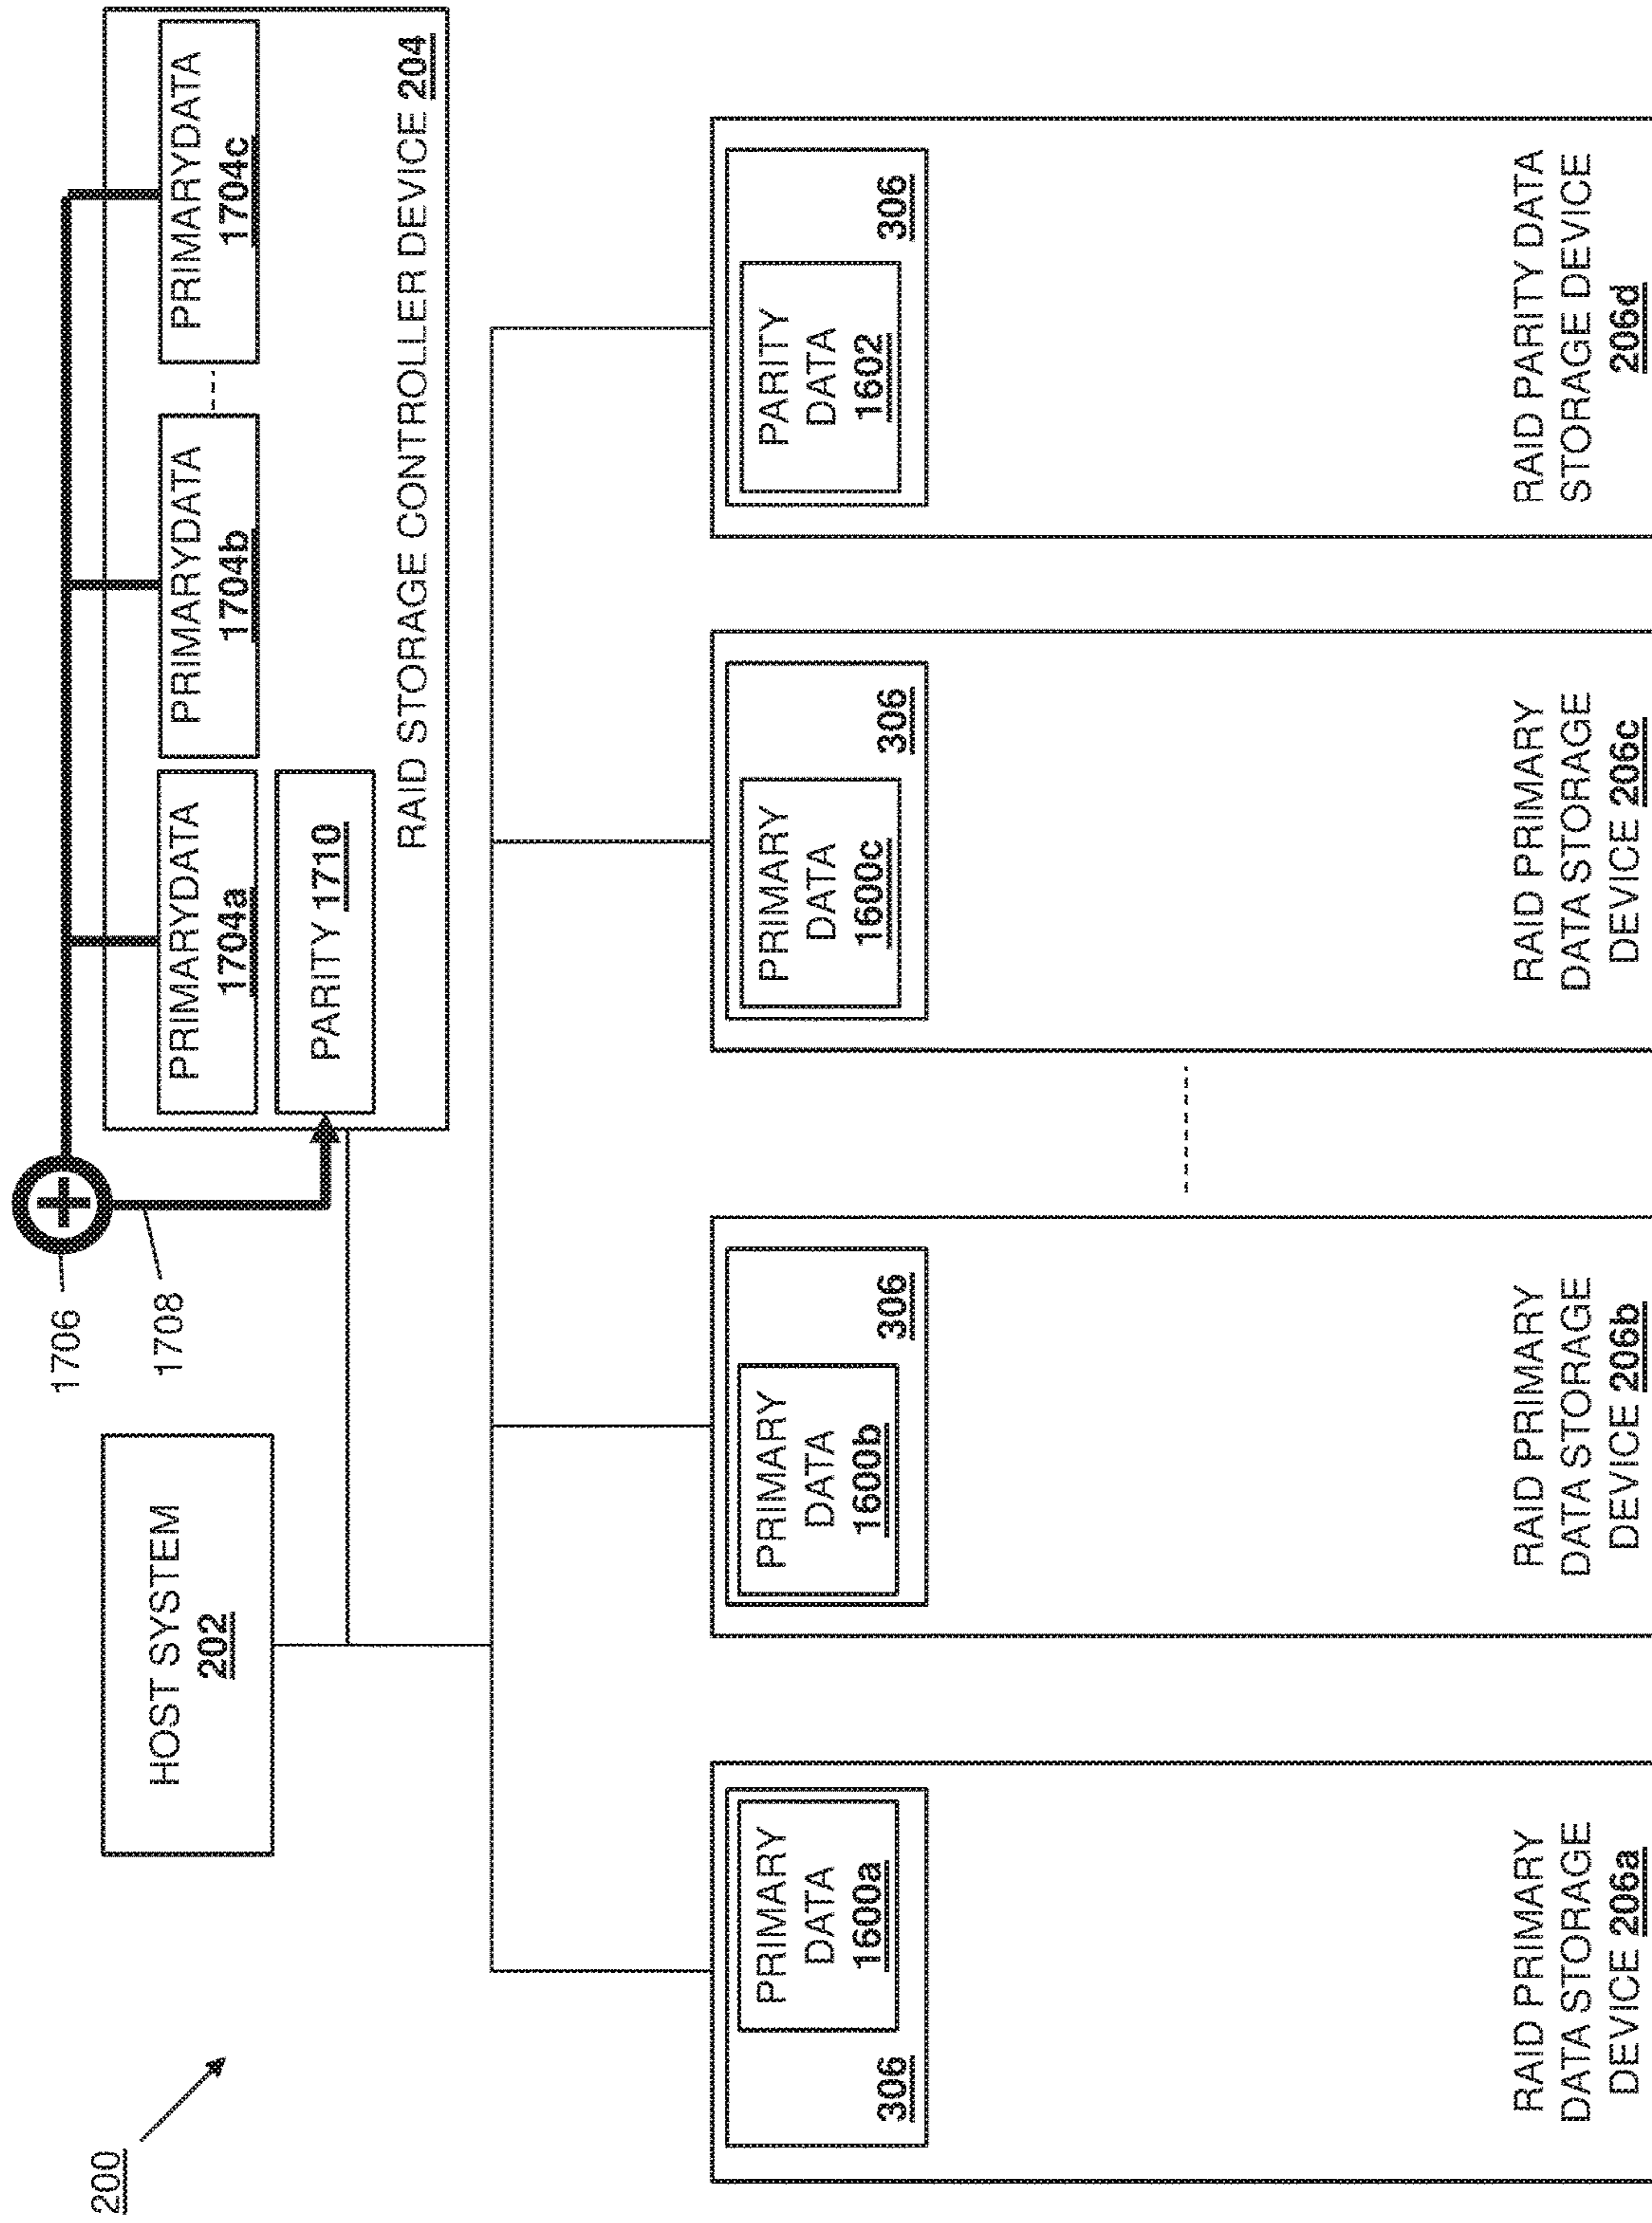 200
HOST SYSTEM
202
1706
1708
PRIMARYDATA
1704a
PRIMARYDATA
1704b
PRIMARYDATA
1704c
PARITY 1710
RAID STORAGE CONTROLLER DEVICE 204
306
PRIMARY
DATA
1600a
RAID PRIMARY
DATA STORAGE
DEVICE 206a
PRIMARY
DATA
1600b
306
RAID PRIMARY
DATA STORAGE
DEVICE 206b
PRIMARY
DATA
1600c
306
RAID PRIMARY
DATA STORAGE
DEVICE 206c
PARITY
DATA
1602
306
RAID PARITY DATA
STORAGE DEVICE
206d